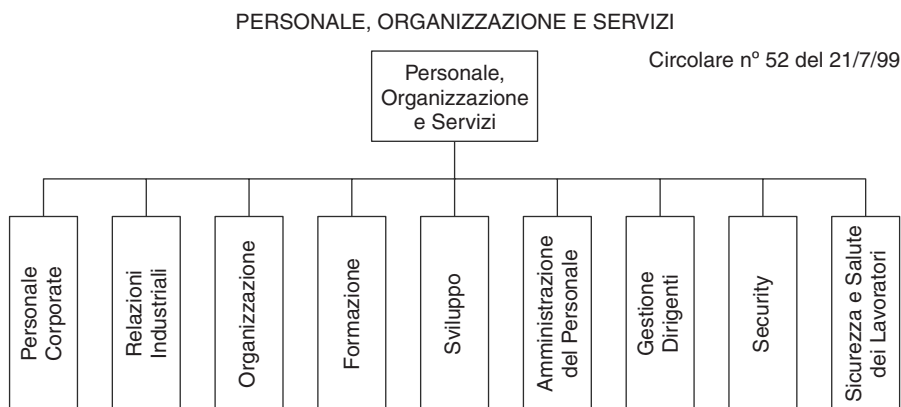 PERSONALE, ORGANIZZAZIONE E SERVIZI
Circolare nº 52 del 21/7/99
Personale,
Organizzazione
e Servizi
Personale
Corporate
Relazioni
Industriali
Organizzazione
Formazione
Sviluppo
Amministrazione
del Personale
Gestione
Dirigenti
Security
Sicurezza e Salute
dei Lavoratori